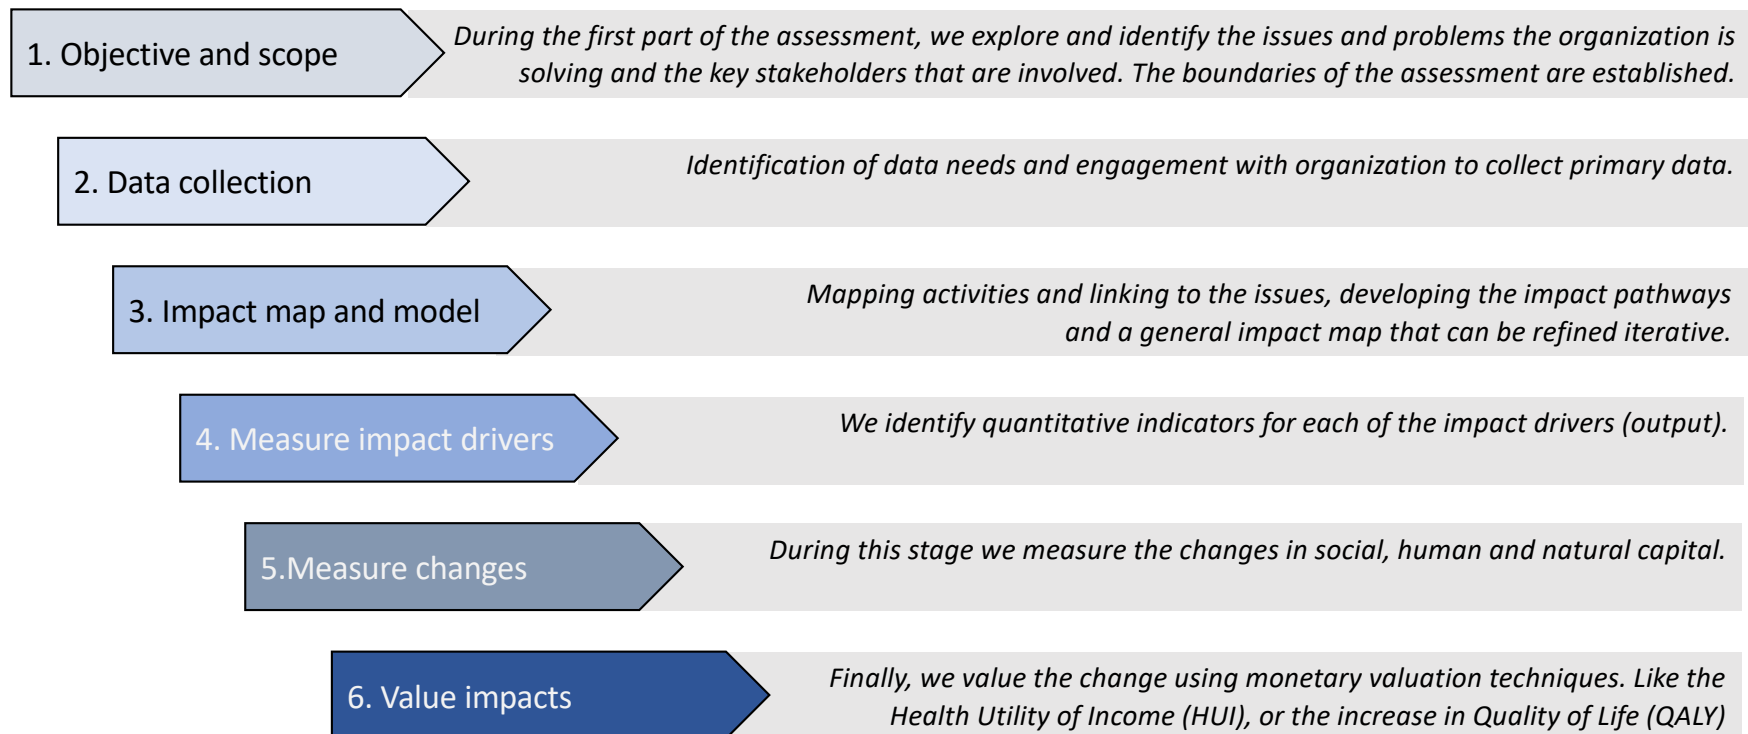 1. Objective and scope
During the first part of the assessment, we explore and identify the issues and problems the organization is
solving and the key stakeholders that are involved. The boundaries of the assessment are established.
2. Data collection
Identification of data needs and engagement with organization to collect primary data.
3. Impact map and model
Mapping activities and linking to the issues, developing the impact pathways
and a general impact map that can be refined iterative.
4. Measure impact drivers
We identify quantitative indicators for each of the impact drivers (output).
5.Measure changes
During this stage we measure the changes in social, human and natural capital.
6. Value impacts
Finally, we value the change using monetary valuation techniques. Like the
Health Utility of Income (HUI), or the increase in Quality of Life (QALY)